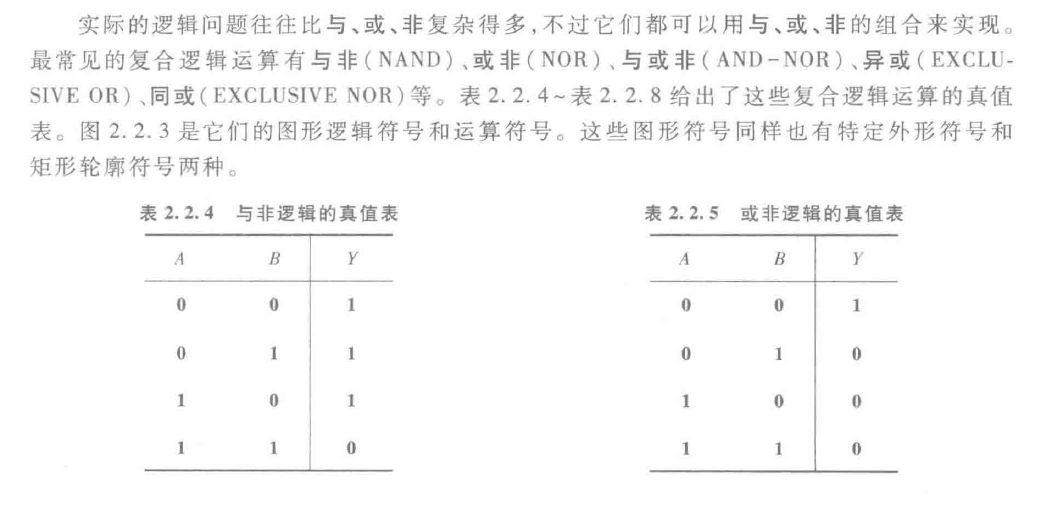 实际的逻辑问题往往比与、或、非复杂得多,不过它们都可以用与、或、非的组合来实现。
最常见的复合逻辑运算有与非(NAND)、或非(NOR)、与或非(AND-NOR)、异或(EXCLU-
SIVE OR)、同或(EXCLUSIVE NOR)等。表2.2.4~表2.2.8给出了这些复合逻辑运算的真值
表。图2.2.3是它们的图形逻辑符号和运算符号。这些图形符号同样也有特定外形符号和
矩形轮廓符号两种。
表 2.2.4 与非逻辑的真值表
A B Y
0 0 1
0 1 1
1 0 1
1 1 0
表 2.2.5 或非逻辑的真值表
A B Y
0 0 1
0 1 0
1 0 0
1 1 0